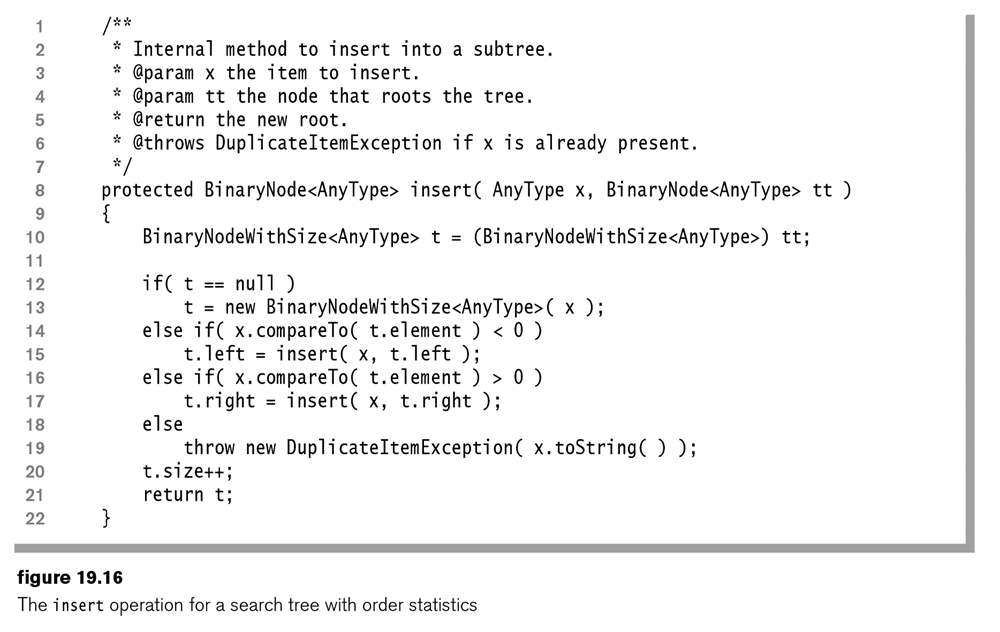 1 /**
2  * Internal method to insert into a subtree.
3  * @param x the item to insert.
4  * @param tt the node that roots the tree.
5  * @return the new root.
6  * @throws DuplicateItemException if x is already present.
7  */
8 protected BinaryNode<AnyType> insert( AnyType x, BinaryNode<AnyType> tt )
9 {
10     BinaryNodeWithSize<AnyType> t = (BinaryNodeWithSize<AnyType>) tt;
11
12     if( t == null )
13         t = new BinaryNodeWithSize<AnyType>( x );
14     else if( x.compareTo( t.element ) < 0 )
15         t.left = insert( x, t.left );
16     else if( x.compareTo( t.element ) > 0 )
17         t.right = insert( x, t.right );
18     else
19         throw new DuplicateItemException( x.toString( ) );
20     t.size++;
21     return t;
22 }
figure 19.16
The insert operation for a search tree with order statistics